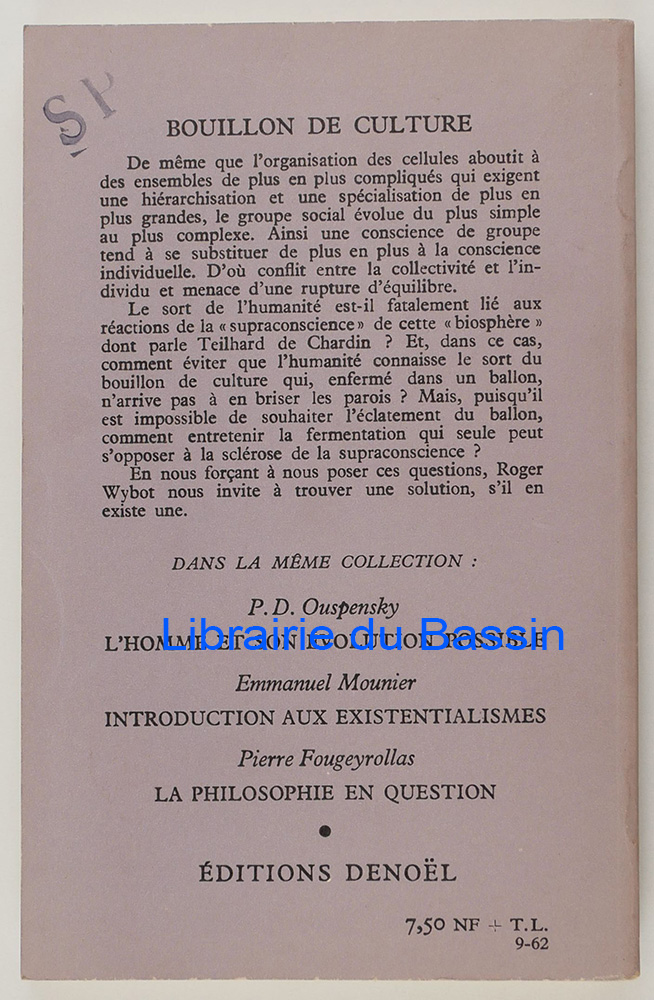 SP
BOUILLON DE CULTURE
De même que l'organisation des cellules aboutit à
des ensembles de plus en plus compliqués qui exigent
une hiérarchisation et une spécialisation de plus en
plus grandes, le groupe social évolue du plus simple
au plus complexe. Ainsi une conscience de groupe
tend à se substituer de plus en plus à la conscience
individuelle. D'où conflit entre la collectivité et l'in-
dividu et menace d'une rupture d'équilibre.
Le sort de l'humanité est-il fatalement lié aux
réactions de la « supraconscience » de cette « biosphère »
dont parle Teilhard de Chardin ? Et, dans ce cas,
comment éviter que l'humanité connaisse le sort du
bouillon de culture qui, enfermé dans un ballon,
n'arrive pas à en briser les parois ? Mais, puisqu'il
est impossible de souhaiter l'éclatement du ballon,
comment entretenir la fermentation qui seule peut
s'opposer à la sclérose de la supraconscience ?
En nous forçant à nous poser ces questions, Roger
Wybot nous invite à trouver une solution, s'il en
existe une.
DANS LA MÊME COLLECTION :
P. D. Ouspensky
L'HOMME ET SON ÉVOLUTION POSSIBLE
Librairie du Bassin
Emmanuel Mounier
INTRODUCTION AUX EXISTENTIALISMES
Pierre Fougeyrollas
LA PHILOSOPHIE EN QUESTION
ÉDITIONS DENOËL
7,50 NF + T.L.
9-62